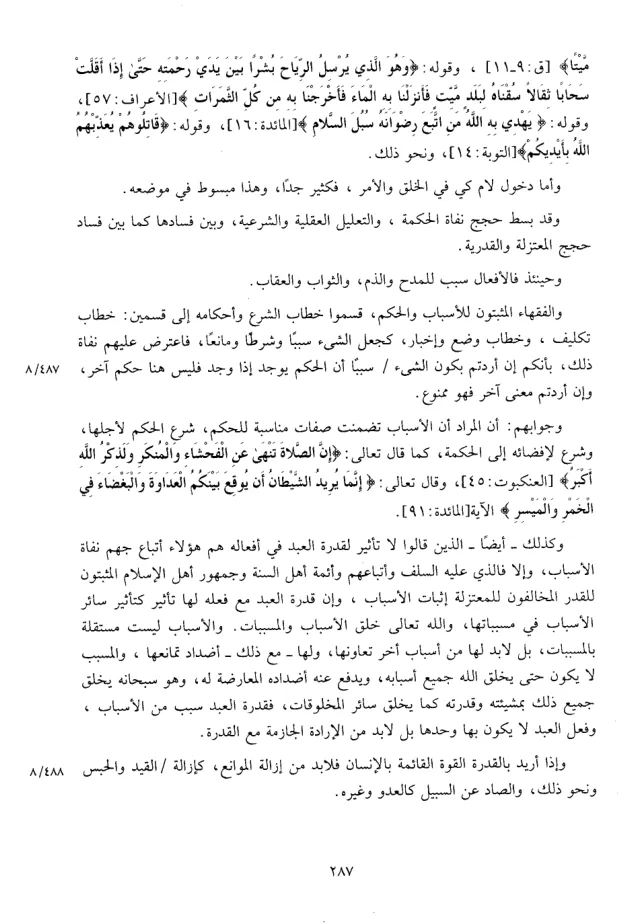 مَّيْتًا﴾ [ق:٩ـ١١] ، وقوله: ﴿وَهُوَ الَّذِي يُرْسِلُ الرِّيَاحَ بُشْرًا بَيْنَ يَدَيْ رَحْمَتِهِ حَتَّىٰ إِذَا أَقَلَّتْ
سَحَابًا ثِقَالاً سُقْنَاهُ لِبَلَدٍ مَّيِّتٍ فَأَنزَلْنَا بِهِ الْمَاءَ فَأَخْرَجْنَا بِهِ مِن كُلِّ الثَّمَرَاتِ ﴾[الأعراف:٥٧]،
وقوله: ﴿ يَهْدِي بِهِ اللَّهُ مَنِ اتَّبَعَ رِضْوَانَهُ سُبُلَ السَّلامِ ﴾[المائدة:١٦]، وقوله: ﴿قَاتِلُوهُمْ يُعَذِّبْهُمُ
اللَّهُ بِأَيْدِيكُمْ﴾[التوبة:١٤]، ونحو ذلك.
وأما دخول لام كي في الخلق والأمر ، فكثير جدًا، وهذا مبسوط في موضعه.
وقد بسط حجج نفاة الحكمة ، والتعليل العقلية والشرعية، وبين فسادها كما بين فساد
حجج المعتزلة والقدرية.
وحينئذ فالأفعال سبب للمدح والذم، والثواب والعقاب.
والفقهاء المثبتون للأسباب والحكم، قسموا خطاب الشرع وأحكامه إلى قسمين: خطاب
تكليف ، وخطاب وضع وإخبار، كجعل الشىء سببًا وشرطًا ومانعًا، فاعترض عليهم نفاة
ذلك، بأنكم إن أردتم بكون الشىء / سببًا أن الحكم يوجد إذا وجد فليس هنا حكم آخر، ٨/٤٨٧
وإن أردتم معنى آخر فهو ممنوع.
وجوابهم: أن المراد أن الأسباب تضمنت صفات مناسبة للحكم، شرع الحكم لأجلها،
وشرع لإفضائه إلى الحكمة، كما قال تعالى: ﴿إِنَّ الصَّلاةَ تَنْهَىٰ عَنِ الْفَحْشَاءِ وَالْمُنكَرِ وَلَذِكْرُ اللَّهِ
أَكْبَرُ﴾ [العنكبوت:٤٥]، وقال تعالى: ﴿ إِنَّمَا يُرِيدُ الشَّيْطَانُ أَن يُوقِعَ بَيْنَكُمُ الْعَدَاوَةَ وَالْبَغْضَاءَ فِي
الْخَمْرِ وَالْمَيْسِرِ ﴾ الآية[المائدة:٩١].
وكذلك ـ أيضًا ـ الذين قالوا لا تأثير لقدرة العبد في أفعاله هم هؤلاء أتباع جهم نفاة
الأسباب، وإلا فالذي عليه السلف وأتباعهم وأئمة أهل السنة وجمهور أهل الإسلام المثبتون
للقدر المخالفون للمعتزلة إثبات الأسباب ، وإن قدرة العبد مع فعله لها تأثير كتأثير سائر
الأسباب في مسبباتها، والله تعالى خلق الأسباب والمسببات. والأسباب ليست مستقلة
بالمسببات، بل لابد لها من أسباب أخر تعاونها، ولها ـ مع ذلك ـ أضداد تمانعها ، والمسبب
لا يكون حتى يخلق الله جميع أسبابه، ويدفع عنه أضداده المعارضة له، وهو سبحانه يخلق
جميع ذلك بمشيئته وقدرته كما يخلق سائر المخلوقات، فقدرة العبد سبب من الأسباب ،
وفعل العبد لا يكون بها وحدها بل لابد من الإرادة الجازمة مع القدرة.
وإذا أريد بالقدرة القوة القائمة بالإنسان فلابد من إزالة الموانع، كإزالة /القيد والحبس ٨/٤٨٨
ونحو ذلك، والصاد عن السبيل كالعدو وغيره.
٢٨٧